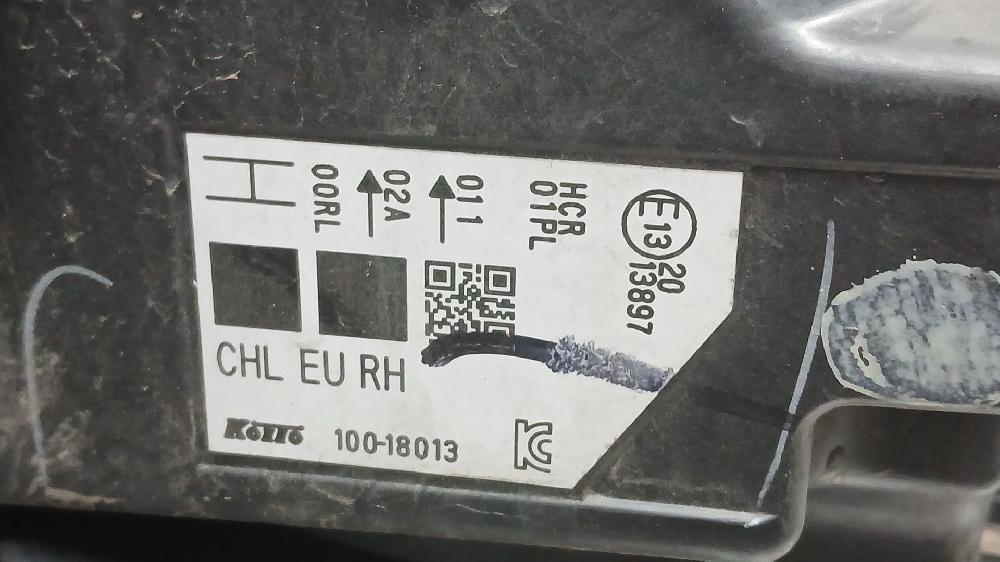 E13
20
13897
HCR
01PL
011
02A
00RL
CHL EU RH
KoITO 100-18013